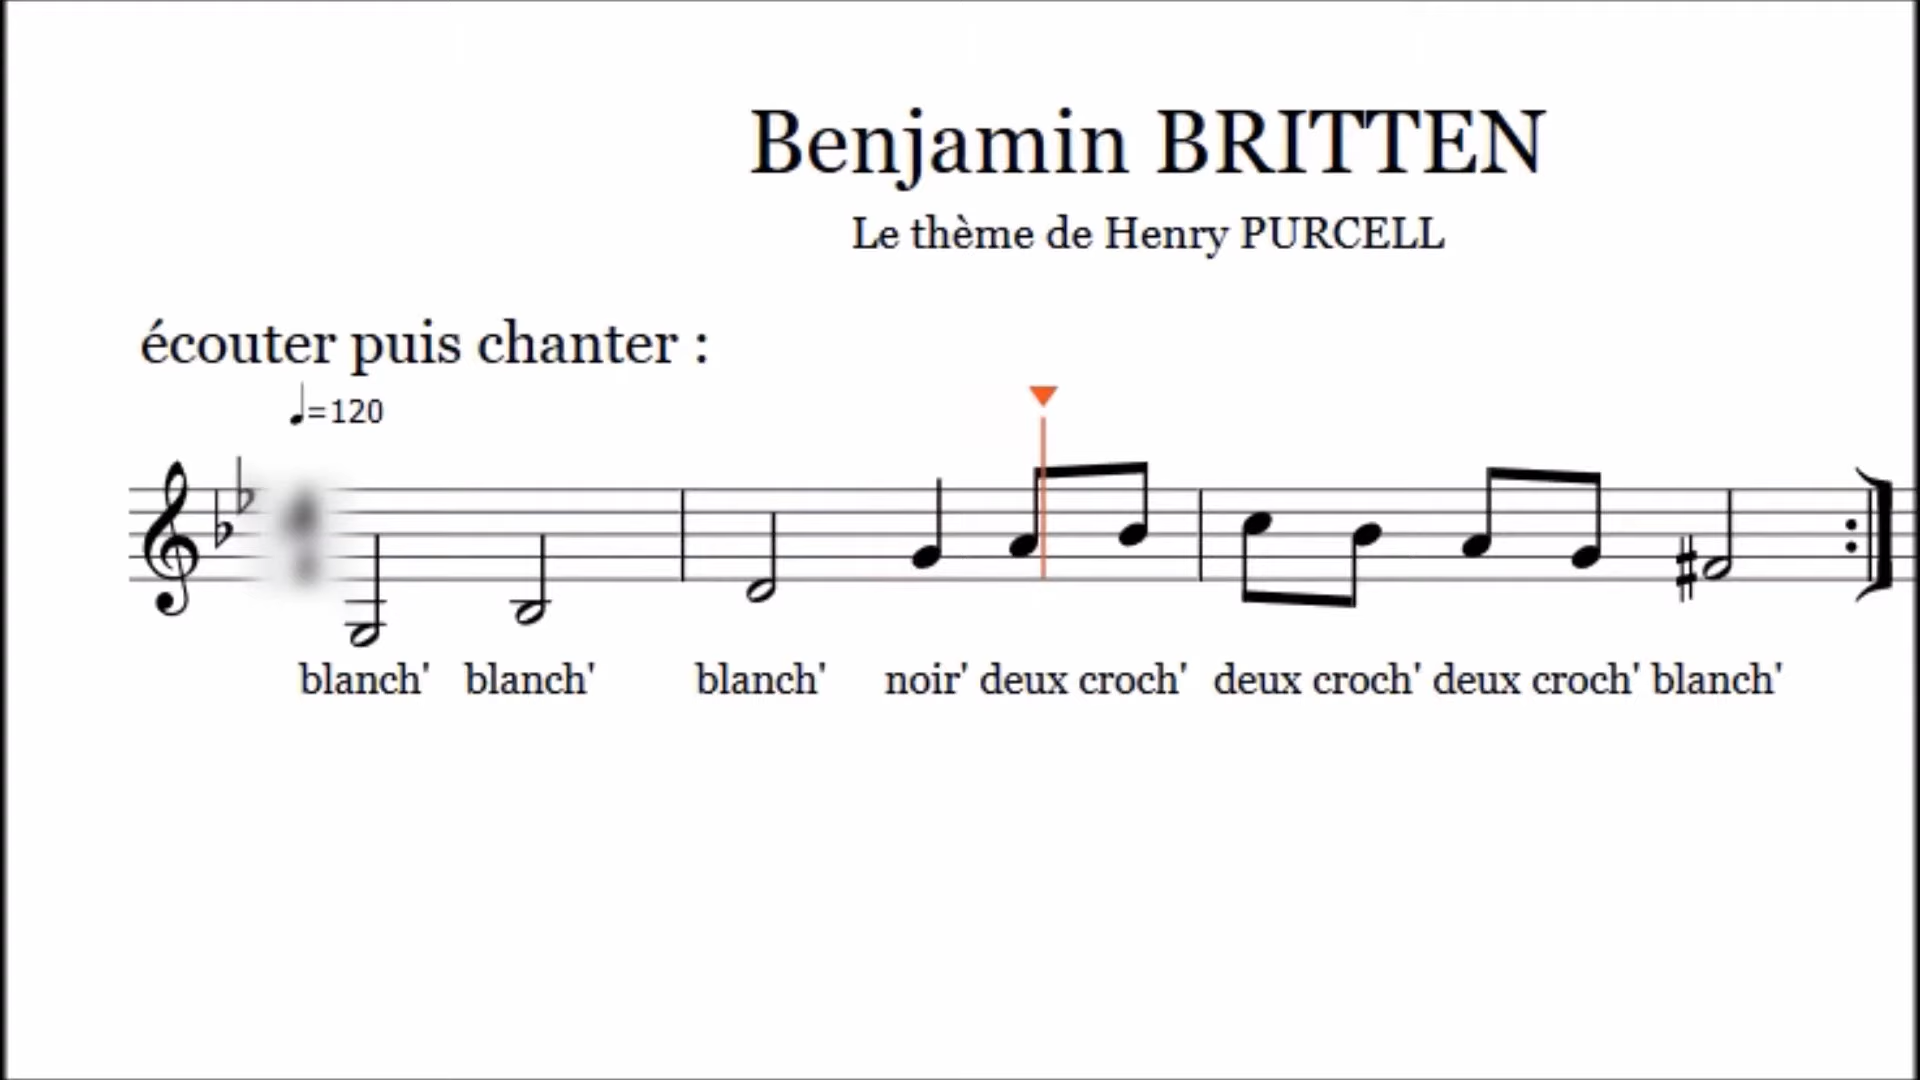 Benjamin BRITTEN
Le thème de Henry PURCELL
écouter puis chanter :
♩=120
blanch' blanch' blanch' noir' deux croch' deux croch' deux croch' blanch'